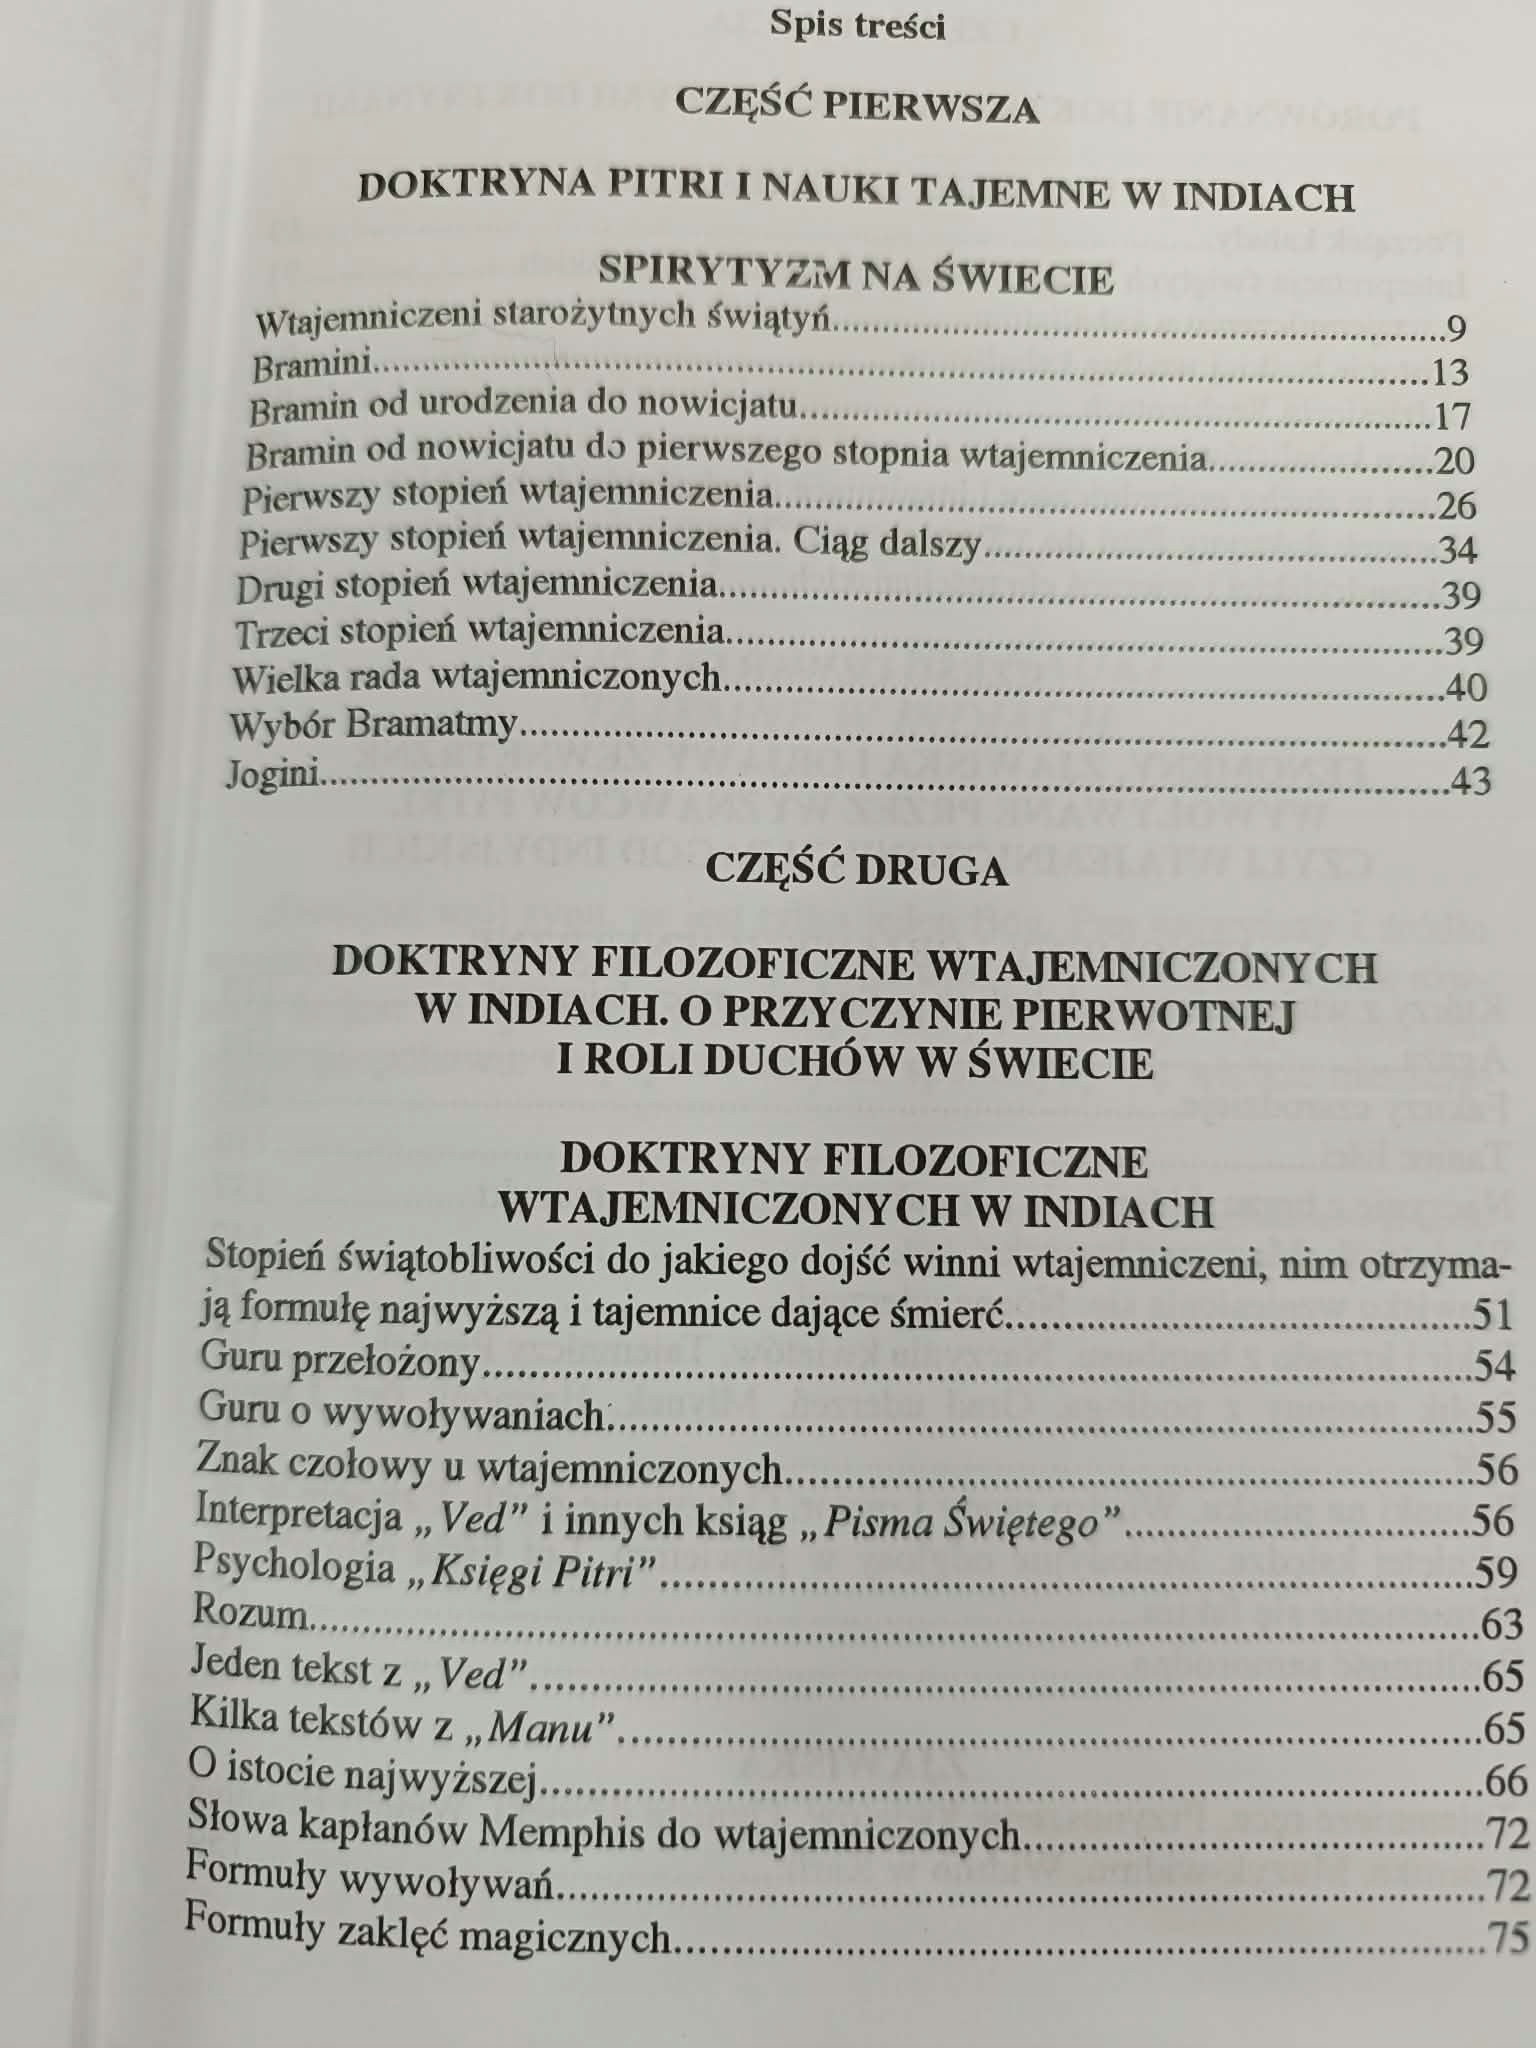 Spis treści
CZĘŚĆ PIERWSZA
DOKTRYNA PITRI I NAUKI TAJEMNE W INDIACH
SPIRYTYZM NA ŚWIECIE
Wtajemniczeni starożytnych świątyń.....9
Bramini.....13
Bramin od urodzenia do nowicjatu.....17
Bramin od nowicjatu do pierwszego stopnia wtajemniczenia.....20
Pierwszy stopień wtajemniczenia.....26
Pierwszy stopień wtajemniczenia. Ciąg dalszy.....34
Drugi stopień wtajemniczenia.....39
Trzeci stopień wtajemniczenia.....39
Wielka rada wtajemniczonych.....40
Wybór Bramatmy.....42
Jogini.....43
CZĘŚĆ DRUGA
DOKTRYNY FILOZOFICZNE WTAJEMNICZONYCH
W INDIACH. O PRZYCZYNIE PIERWOTNEJ
I ROLI DUCHÓW W ŚWIECIE
DOKTRYNY FILOZOFICZNE
WTAJEMNICZONYCH W INDIACH
Stopień świątobliwości do jakiego dojść winni wtajemniczeni, nim otrzyma-
ją formułę najwyższą i tajemnice dające śmierć.....51
Guru przełożony.....54
Guru o wywoływaniach.....55
Znak czołowy u wtajemniczonych.....56
Interpretacja „Ved” i innych ksiąg „Pisma Świętego”.....56
Psychologia „Księgi Pitri”.....59
Rozum.....63
Jeden tekst z „Ved”.....65
Kilka tekstów z „Manu”.....65
O istocie najwyższej.....66
Słowa kapłanów Memphis do wtajemniczonych.....72
Formuły wywoływań.....72
Formuły zaklęć magicznych.....75